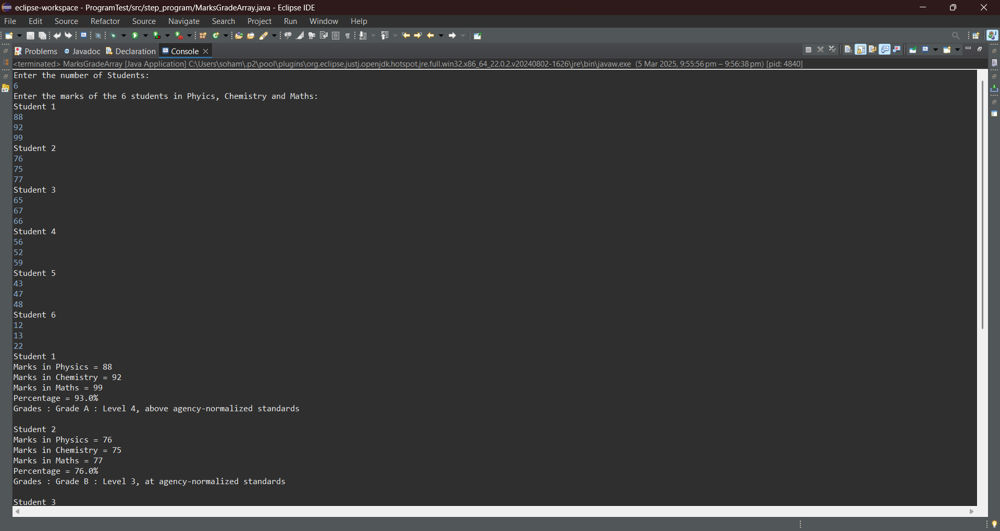 eclipse-workspace - ProgramTest/src/step_program/MarksGradeArray.java - Eclipse IDE
File Edit Source Refactor Source Navigate Search Project Run Window Help
Problems Javadoc Declaration Console
<terminated> MarksGradeArray [Java Application] C:\Users\soham\.p2\pool\plugins\org.eclipse.justj.openjdk.hotspot.jre.full.win32.x86_64_22.0.2.v20240802-1626\jre\bin\javaw.exe (5 Mar 2025, 9:55:56 pm – 9:56:38 pm) [pid: 4840]
Enter the number of Students:
6
Enter the marks of the 6 students in Phyics, Chemistry and Maths:
Student 1
88
92
99
Student 2
76
75
77
Student 3
65
67
66
Student 4
56
52
59
Student 5
43
47
48
Student 6
12
13
22
Student 1
Marks in Physics = 88
Marks in Chemistry = 92
Marks in Maths = 99
Percentage = 93.0%
Grades : Grade A : Level 4, above agency-normalized standards
Student 2
Marks in Physics = 76
Marks in Chemistry = 75
Marks in Maths = 77
Percentage = 76.0%
Grades : Grade B : Level 3, at agency-normalized standards
Student 3